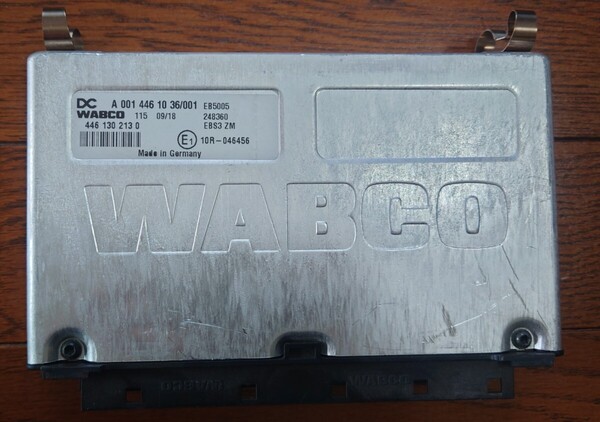 DC A 001 446 10 36/001 EB5005
WABCO 115 09/18 248360
446 130 213 0 EBS3 ZM
E1 10R-046456
Made in Germany
WABCO
WABCO